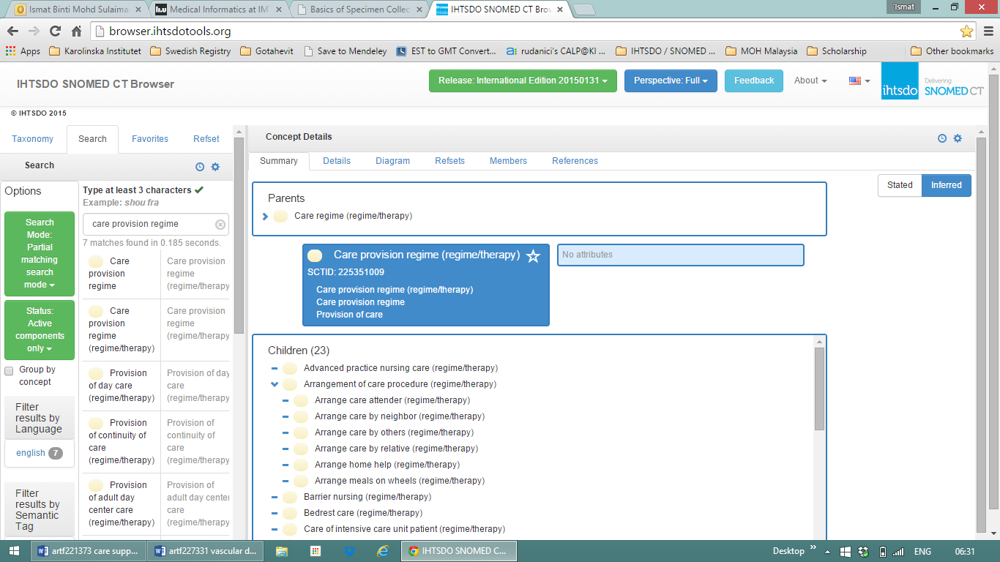 Ismat Binti Mohd Sulaima
Medical Informatics at IM
Basics of Specimen Collec
IHTSDO SNOMED CT Brow
'Ismat
browser.ihtsdotools.org
Apps
Karolinska Institutet
Swedish Registry
Gotahevit
Save to Mendeley
EST to GMT Convert...
rudanici's CALP@KI ...
IHTSDO / SNOMED ...
MOH Malaysia
Scholarship
Other bookmarks
IHTSDO SNOMED CT Browser
Release: International Edition 20150131
Perspective: Full
Feedback
About
ihtsdo
Delivering
SNOMED CT
© IHTSDO 2015
Taxonomy
Search
Favorites
Refset
Search
Options
Search
Mode:
Partial
matching
search
mode
Status:
Active
components
only
Group by
concept
Filter
results by
Language
english 7
Filter
results by
Semantic
Tag
Type at least 3 characters
Example: shou fra
care provision regime
7 matches found in 0.185 seconds.
Care
provision
regime
Care provision
regime
(regime/therapy
Care
provision
regime
(regime/therapy)
Care provision
regime
(regime/therapy
Provision
of day care
(regime/therapy)
Provision of day
care
(regime/therapy
Provision
of continuity of
care
(regime/therapy)
Provision of
continuity of
care
(regime/therapy
Provision
of adult day
center care
(regime/therapy)
Provision of
adult day center
care
(regime/therapy
Concept Details
Summary
Details
Diagram
Refsets
Members
References
Stated
Inferred
Parents
Care regime (regime/therapy)
Care provision regime (regime/therapy)
SCTID: 225351009
Care provision regime (regime/therapy)
Care provision regime
Provision of care
No attributes
Children (23)
Advanced practice nursing care (regime/therapy)
Arrangement of care procedure (regime/therapy)
Arrange care attender (regime/therapy)
Arrange care by neighbor (regime/therapy)
Arrange care by others (regime/therapy)
Arrange care by relative (regime/therapy)
Arrange home help (regime/therapy)
Arrange meals on wheels (regime/therapy)
Barrier nursing (regime/therapy)
Bedrest care (regime/therapy)
Care of intensive care unit patient (regime/therapy)
artf221373 care supp...
artf227331 vascular d...
IHTSDO SNOMED C...
Desktop
ENG
06:31